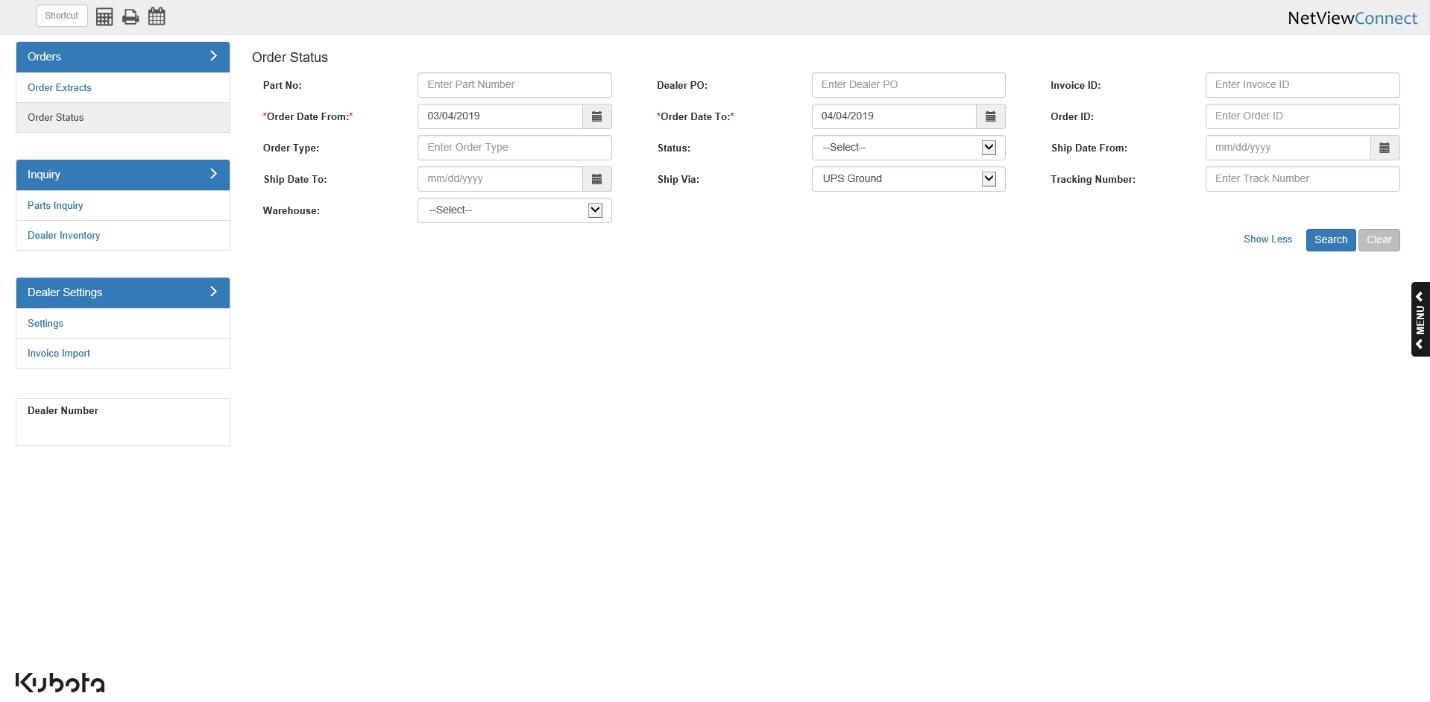 Shortcut
NetViewConnect
Orders
Order Extracts
Order Status
Inquiry
Parts Inquiry
Dealer Inventory
Dealer Settings
Settings
Invoice Import
Dealer Number
Order Status
Part No: Enter Part Number Dealer PO: Enter Dealer PO Invoice ID: Enter Invoice ID
*Order Date From:* 03/04/2019 *Order Date To:* 04/04/2019 Order ID: Enter Order ID
Order Type: Enter Order Type Status: --Select-- Ship Date From: mm/dd/yyyy
Ship Date To: mm/dd/yyyy Ship Via: UPS Ground Tracking Number: Enter Track Number
Warehouse: --Select--
Show Less Search Clear
MENU
Kubota